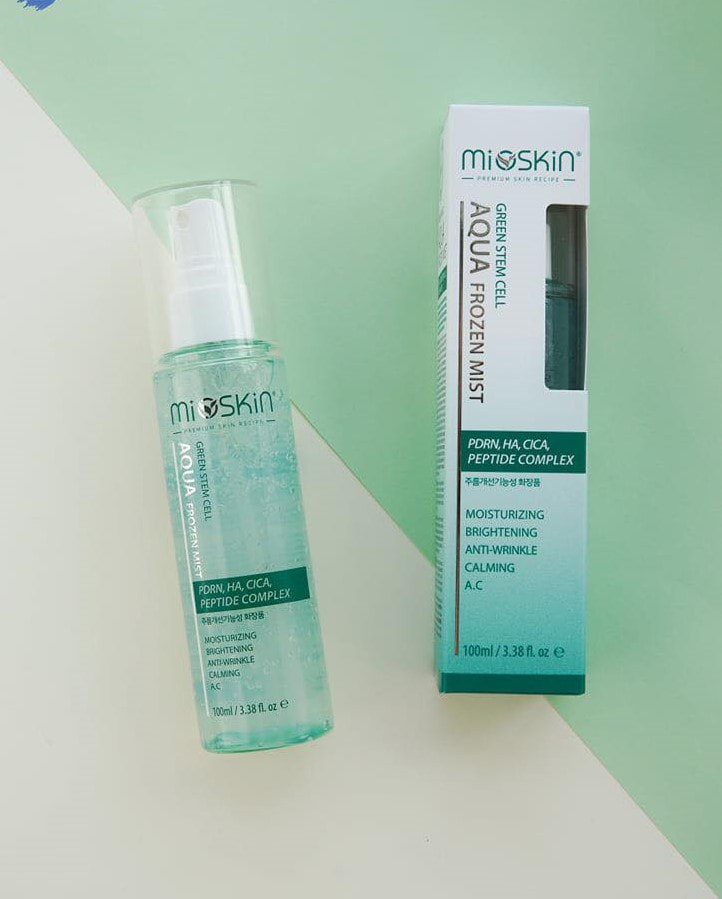 miOSKiN®
PREMIUM SKIN RECIPE
GREEN STEM CELL
AQUA FROZEN MIST
PDRN, HA, CICA,
PEPTIDE COMPLEX
주름개선기능성 화장품
MOISTURIZING
BRIGHTENING
ANTI-WRINKLE
CALMING
A.C
100ml / 3.38 fl. oz ℮
miOSKiN®
PREMIUM SKIN RECIPE
GREEN STEM CELL
AQUA FROZEN MIST
PDRN, HA, CICA,
PEPTIDE COMPLEX
주름개선기능성 화장품
MOISTURIZING
BRIGHTENING
ANTI-WRINKLE
CALMING
A.C
100ml / 3.38 fl. oz ℮